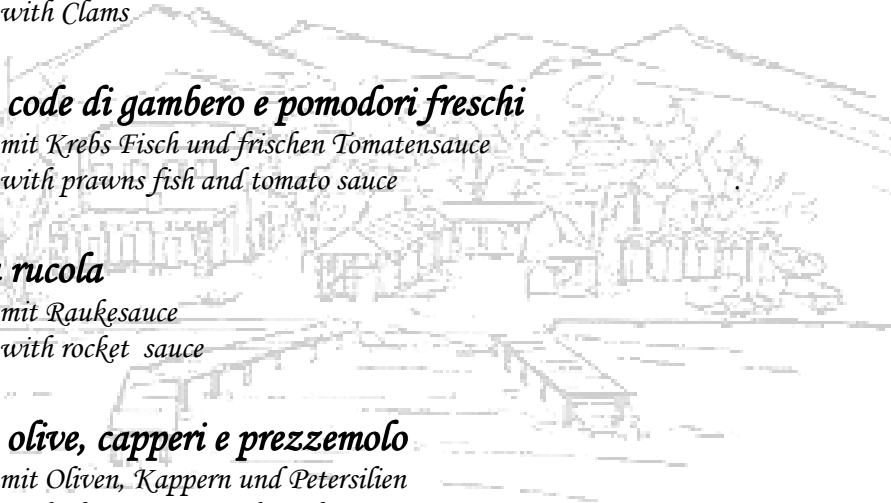 with Clams
code di gambero e pomodori freschi
mit Krebs Fisch und frischen Tomatensauce
with prawns fish and tomato sauce
rucola
mit Raukesauce
with rocket sauce
olive, capperi e prezzemolo
mit Oliven, Kappern und Petersilien